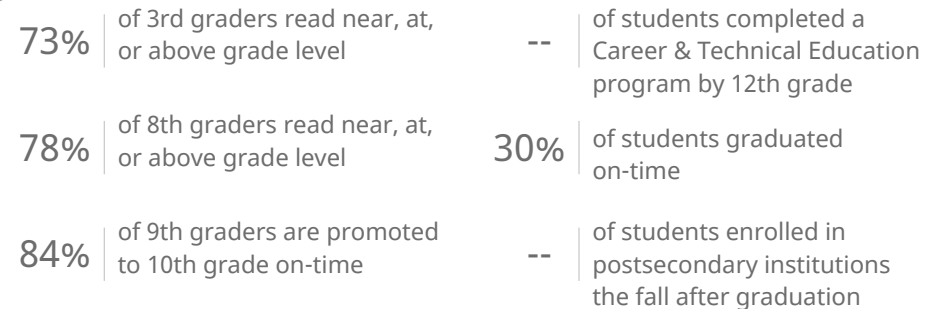 73%
of 3rd graders read near, at,
or above grade level
78%
of 8th graders read near, at,
or above grade level
84%
of 9th graders are promoted
to 10th grade on-time
--
of students completed a
Career & Technical Education
program by 12th grade
30%
of students graduated
on-time
--
of students enrolled in
postsecondary institutions
the fall after graduation